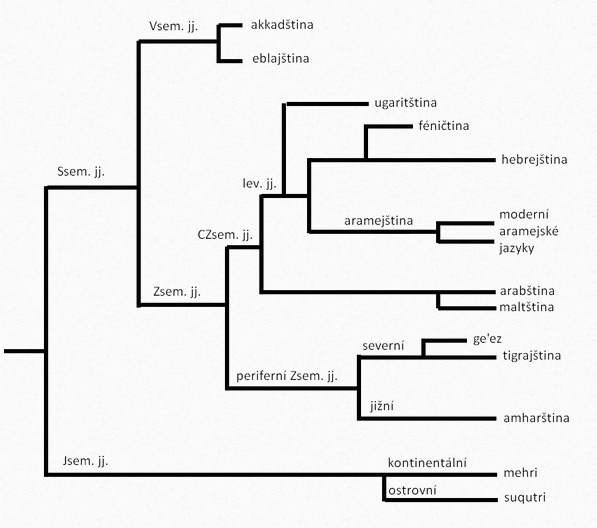 Vsem. jj.
akkadština
eblajština
ugaritština
féničtina
hebrejština
Ssem. jj.
lev. jj.
aramejština
moderní
aramejské
jazyky
CZsem. jj.
Zsem. jj.
arabština
maltština
severní
ge'ez
tigrajština
periferní Zsem. jj.
jižní
amharština
Jsem. jj.
kontinentální
mehri
ostrovní
suqutri